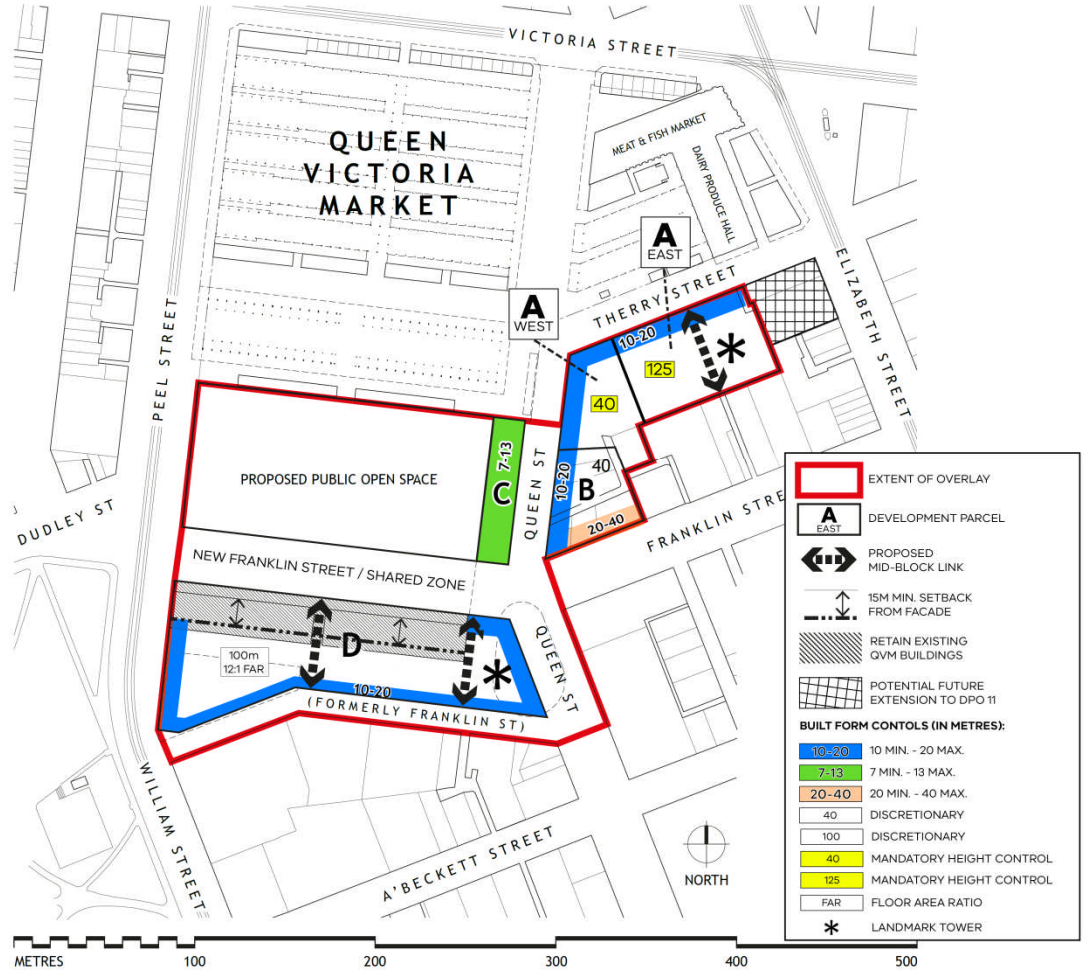 VICTORIA STREET
QUEEN
VICTORIA
MARKET
MEAT & FISH MARKET
DAIRY PRODUCE HALL
A
EAST
ELIZABETH STREET
THERRY STREET
A
WEST
PEEL STREET
10-20
125
40
PROPOSED PUBLIC OPEN SPACE
7-13
C
QUEEN ST
10-20
40
B
20-40
FRANKLIN STREET
DUDLEY ST
NEW FRANKLIN STREET / SHARED ZONE
D
100m
12:1 FAR
10-20
(FORMERLY FRANKLIN ST)
QUEEN ST
WILLIAM STREET
A'BECKETT STREET
NORTH
EXTENT OF OVERLAY
A
EAST
DEVELOPMENT PARCEL
PROPOSED
MID-BLOCK LINK
15M MIN. SETBACK
FROM FACADE
RETAIN EXISTING
QVM BUILDINGS
POTENTIAL FUTURE
EXTENSION TO DPO 11
BUILT FORM CONTOLS (IN METRES):
10-20 10 MIN. - 20 MAX.
7-13 7 MIN. - 13 MAX.
20-40 20 MIN. - 40 MAX.
40 DISCRETIONARY
100 DISCRETIONARY
40 MANDATORY HEIGHT CONTROL
125 MANDATORY HEIGHT CONTROL
FAR FLOOR AREA RATIO
* LANDMARK TOWER
METRES 100 200 300 400 500